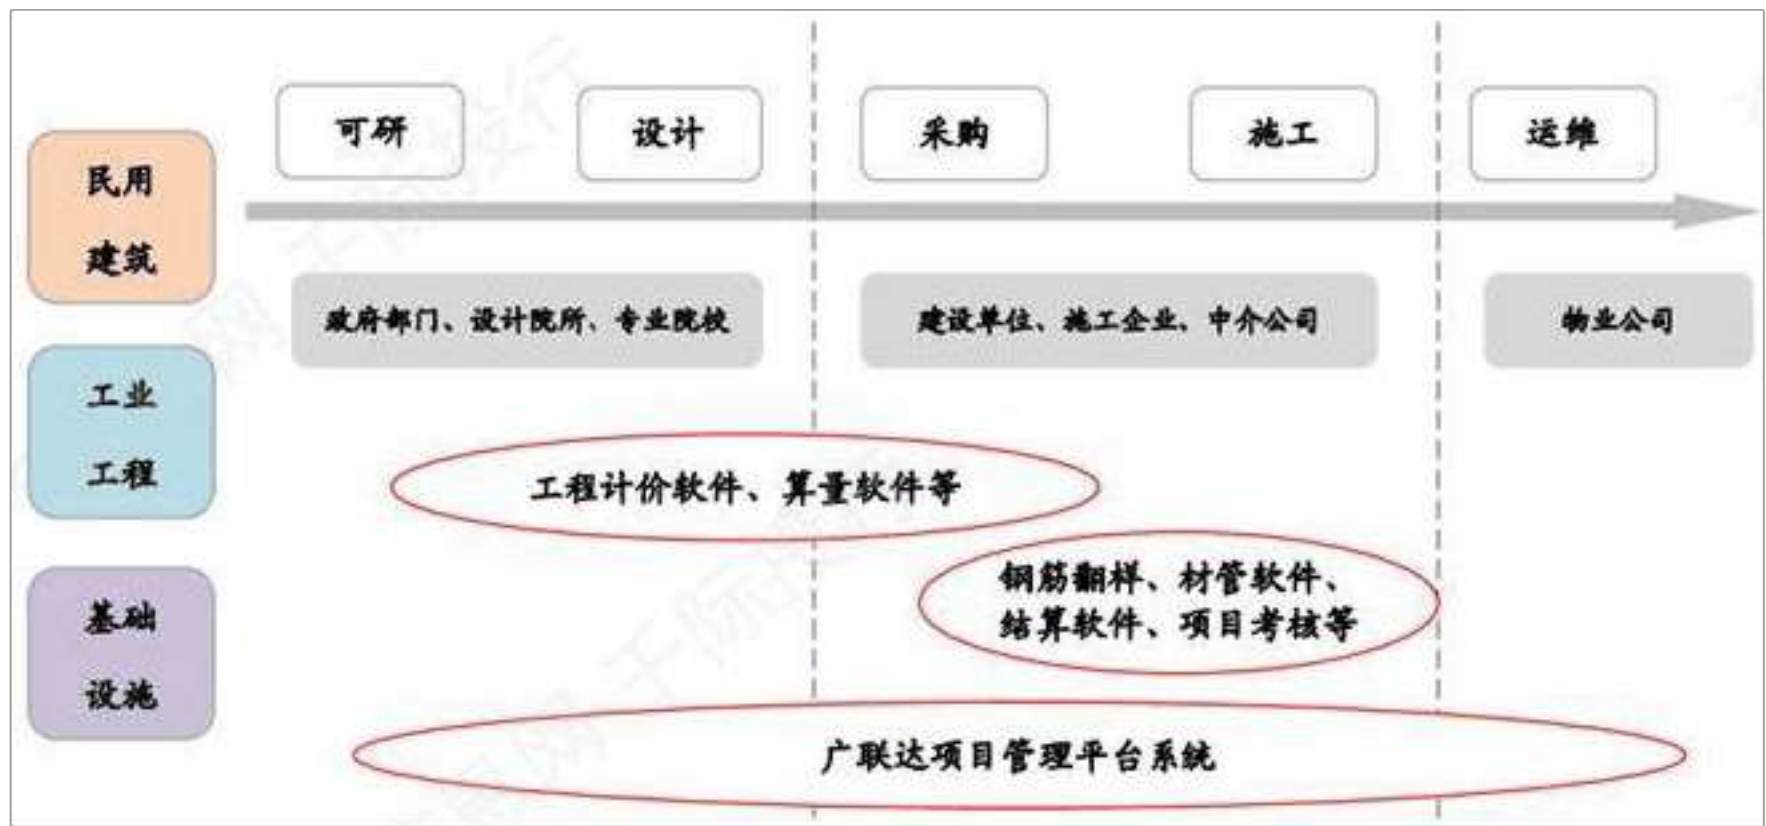 可研
设计
采购
施工
运维
民用
建筑
政府部门、设计院所、专业院校
建设单位、施工企业、中介公司
物业公司
工业
工程
工程计价软件、算量软件等
钢筋翻样、材管软件、
结算软件、项目考核等
基础
设施
广联达项目管理平台系统